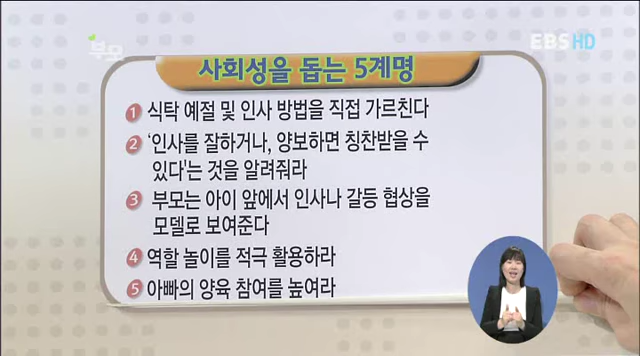 부모
EBS HD
사회성을 돕는 5계명
1 식탁 예절 및 인사 방법을 직접 가르친다
2 '인사를 잘하거나, 양보하면 칭찬받을 수
있다'는 것을 알려줘라
3 부모는 아이 앞에서 인사나 갈등 협상을
모델로 보여준다
4 역할 놀이를 적극 활용하라
5 아빠의 양육 참여를 높여라